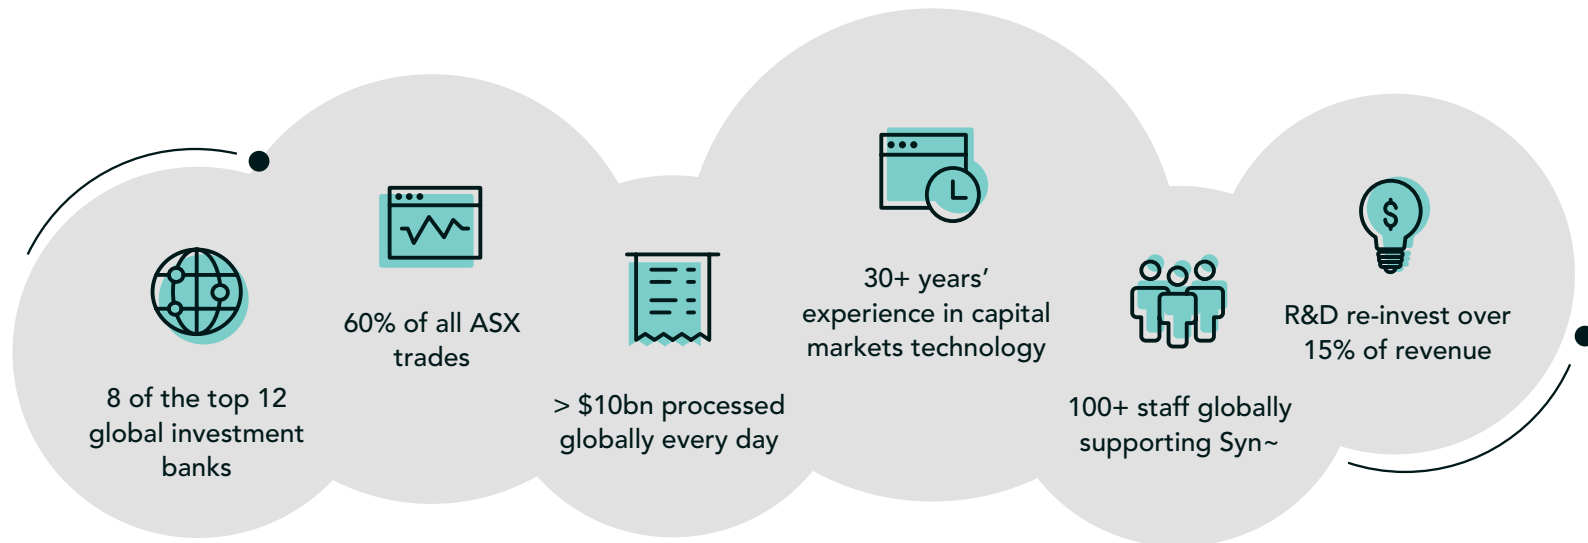 8 of the top 12
global investment
banks
60% of all ASX
trades
> $10bn processed
globally every day
30+ years’
experience in capital
markets technology
100+ staff globally
supporting Syn~
R&D re-invest over
15% of revenue
$